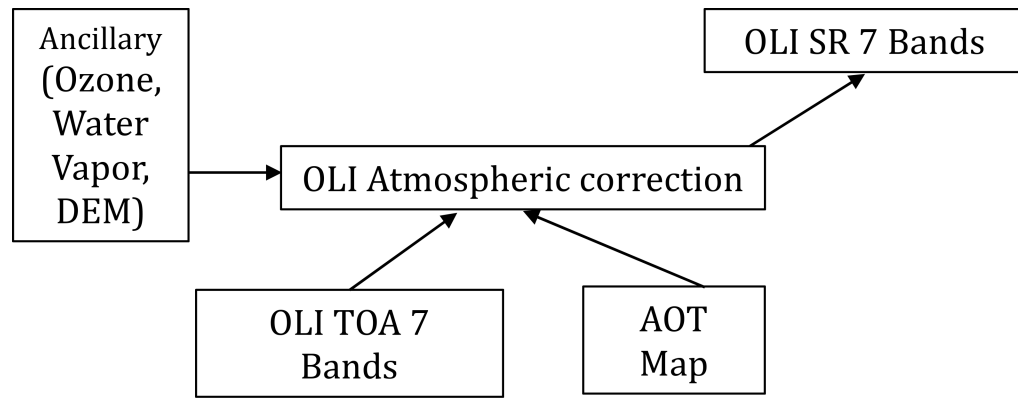 Ancillary
(Ozone,
Water
Vapor,
DEM)
OLI SR 7 Bands
OLI Atmospheric correction
OLI TOA 7
Bands
AOT
Map